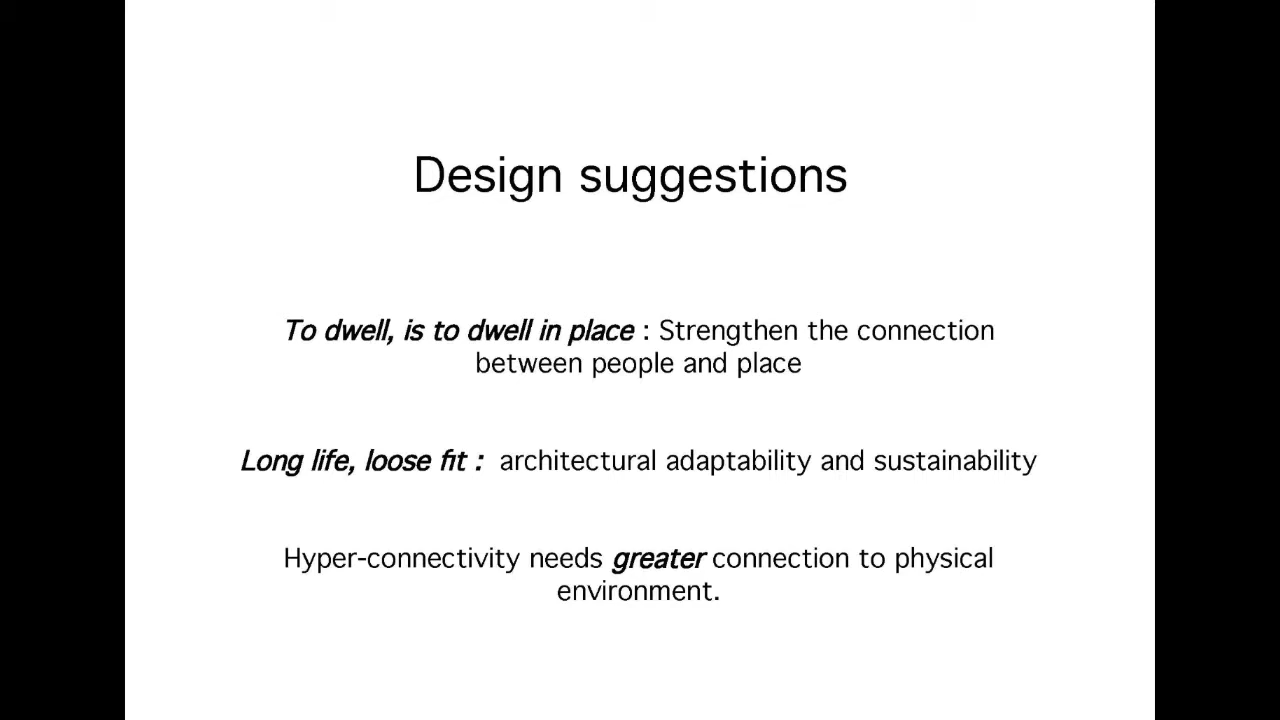 Design suggestions
To dwell, is to dwell in place : Strengthen the connection
between people and place
Long life, loose fit : architectural adaptability and sustainability
Hyper-connectivity needs greater connection to physical
environment.